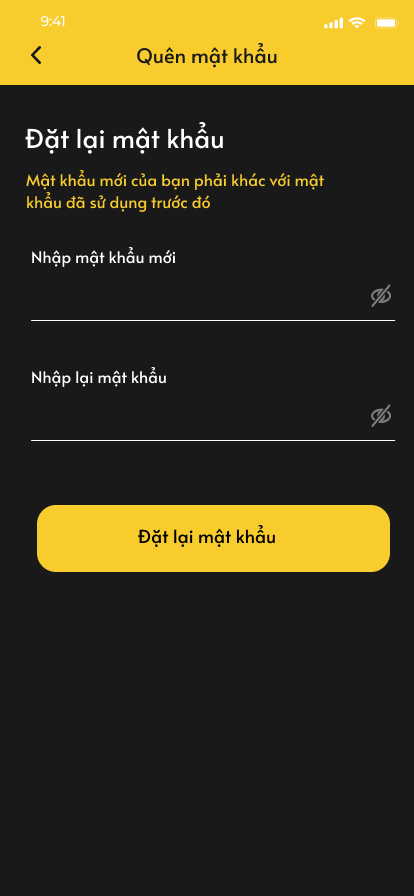 9:41
Quên mật khẩu
Đặt lại mật khẩu
Mật khẩu mới của bạn phải khác với mật
khẩu đã sử dụng trước đó
Nhập mật khẩu mới
Nhập lại mật khẩu
Đặt lại mật khẩu